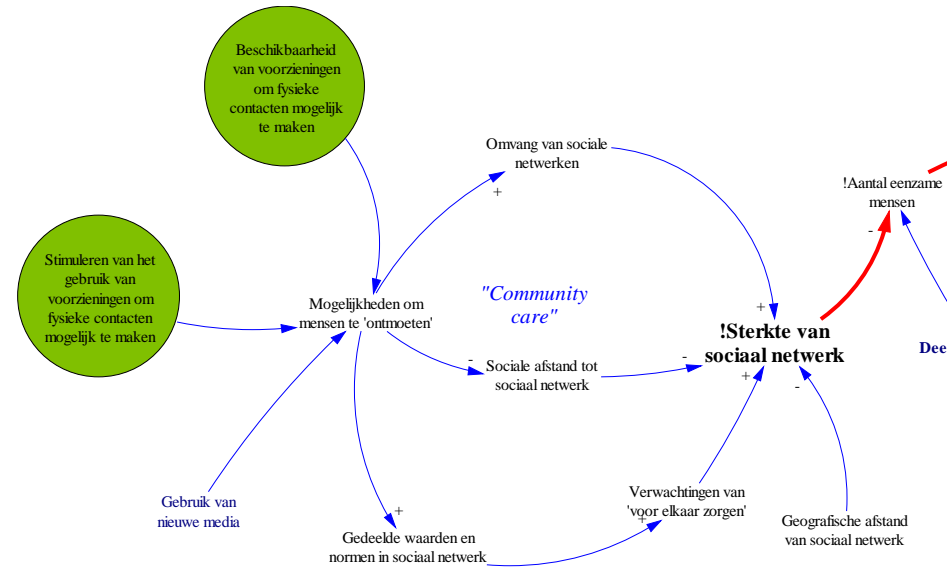 Beschikbaarheid
van voorzieningen
om fysieke
contacten mogelijk
te maken
Omvang van sociale
netwerken
+
!Aantal eenzame
mensen
-
Stimuleren van het
gebruik van
voorzieningen om
fysieke contacten
mogelijk te maken
Mogelijkheden om
mensen te 'ontmoeten'
"Community
care"
+
!Sterkte van
sociaal netwerk
Dee
-
Sociale afstand tot
sociaal netwerk
-
+
-
Gebruik van
nieuwe media
+
Gedeelde waarden en
normen in sociaal netwerk
Verwachtingen van
'voor elkaar zorgen'
+
Geografische afstand
van sociaal netwerk